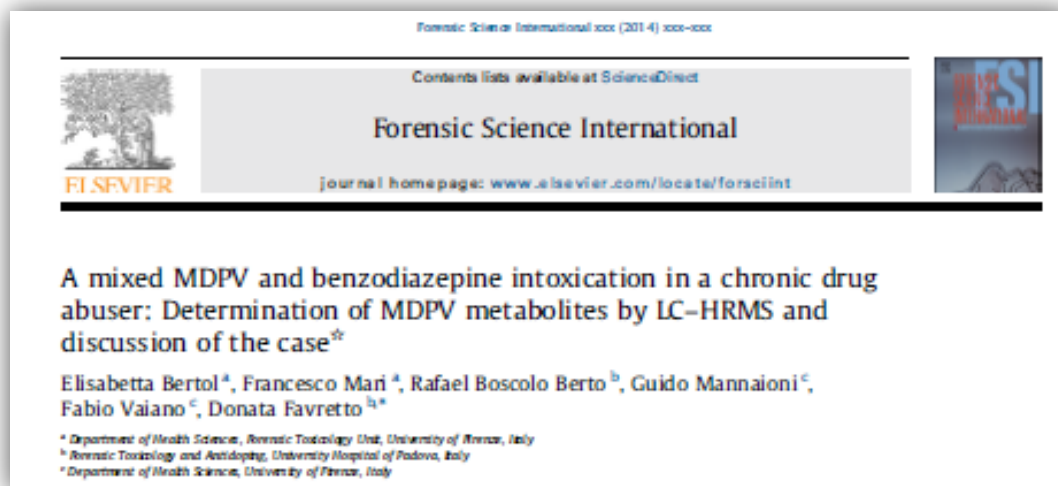 Forensic Science International xxx (2014) xxx–xxx
Contents lists available at ScienceDirect
Forensic Science International
journal homepage: www.elsevier.com/locate/forsciint
ELSEVIER
FSI
A mixed MDPV and benzodiazepine intoxication in a chronic drug
abuser: Determination of MDPV metabolites by LC–HRMS and
discussion of the case☆
Elisabetta Bertol a, Francesco Mari a, Rafael Boscolo Berto b, Guido Mannaioni c,
Fabio Vaiano c, Donata Favretto b,*
a Department of Health Sciences, Forensic Toxicology Unit, University of Firenze, Italy
b Forensic Toxicology and Antidoping, University Hospital of Padova, Italy
c Department of Health Sciences, University of Firenze, Italy